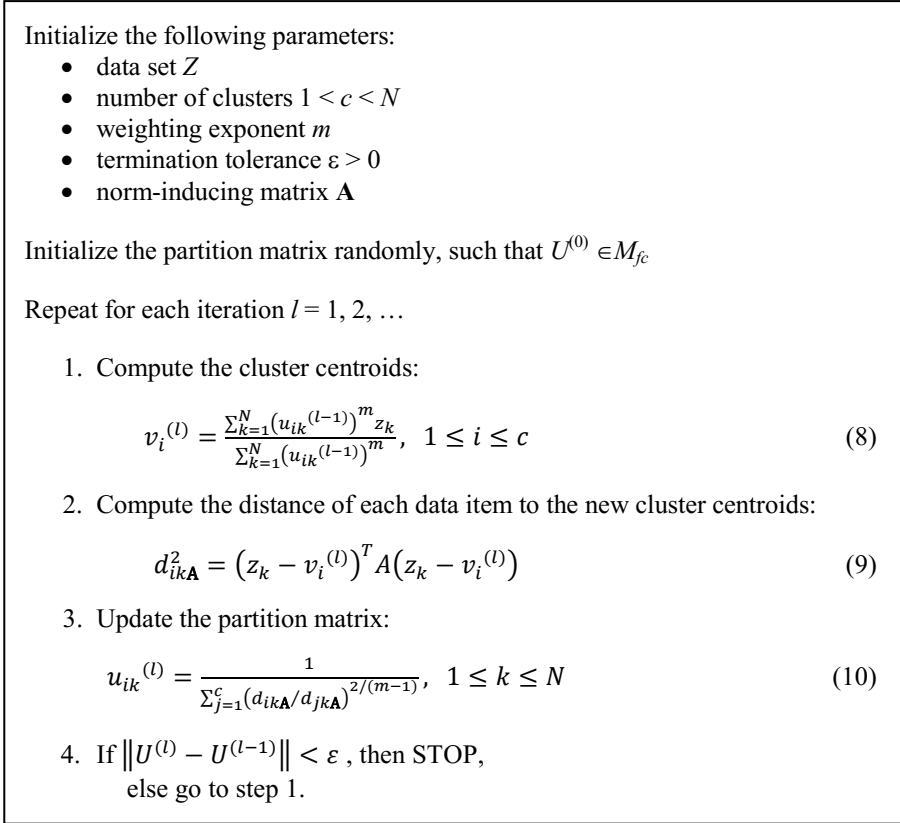 Initialize the following parameters:
• data set Z
• number of clusters 1 < c < N
• weighting exponent m
• termination tolerance ε > 0
• norm-inducing matrix A
Initialize the partition matrix randomly, such that U^(0) ∈ M_fc
Repeat for each iteration l = 1, 2, …
1. Compute the cluster centroids:
v_i^(l) = ∑_{k=1}^{N} (u_ik^(l−1))^m z_k / ∑_{k=1}^{N} (u_ik^(l−1))^m, 1 ≤ i ≤ c (8)
2. Compute the distance of each data item to the new cluster centroids:
d²_ikA = (z_k − v_i^(l))^T A(z_k − v_i^(l)) (9)
3. Update the partition matrix:
u_ik^(l) = 1 / ∑_{j=1}^{c} (d_ikA/d_jkA)^{2/(m−1)}, 1 ≤ k ≤ N (10)
4. If ‖U^(l) − U^(l−1)‖ < ε , then STOP,
else go to step 1.